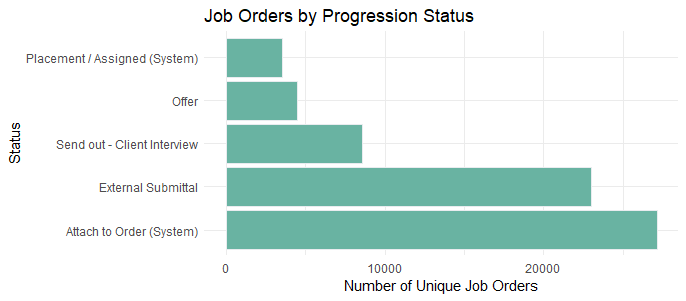 Job Orders by Progression Status
Placement / Assigned (System)
Offer
Send out - Client Interview
External Submittal
Attach to Order (System)
Status
0 10000 20000
Number of Unique Job Orders